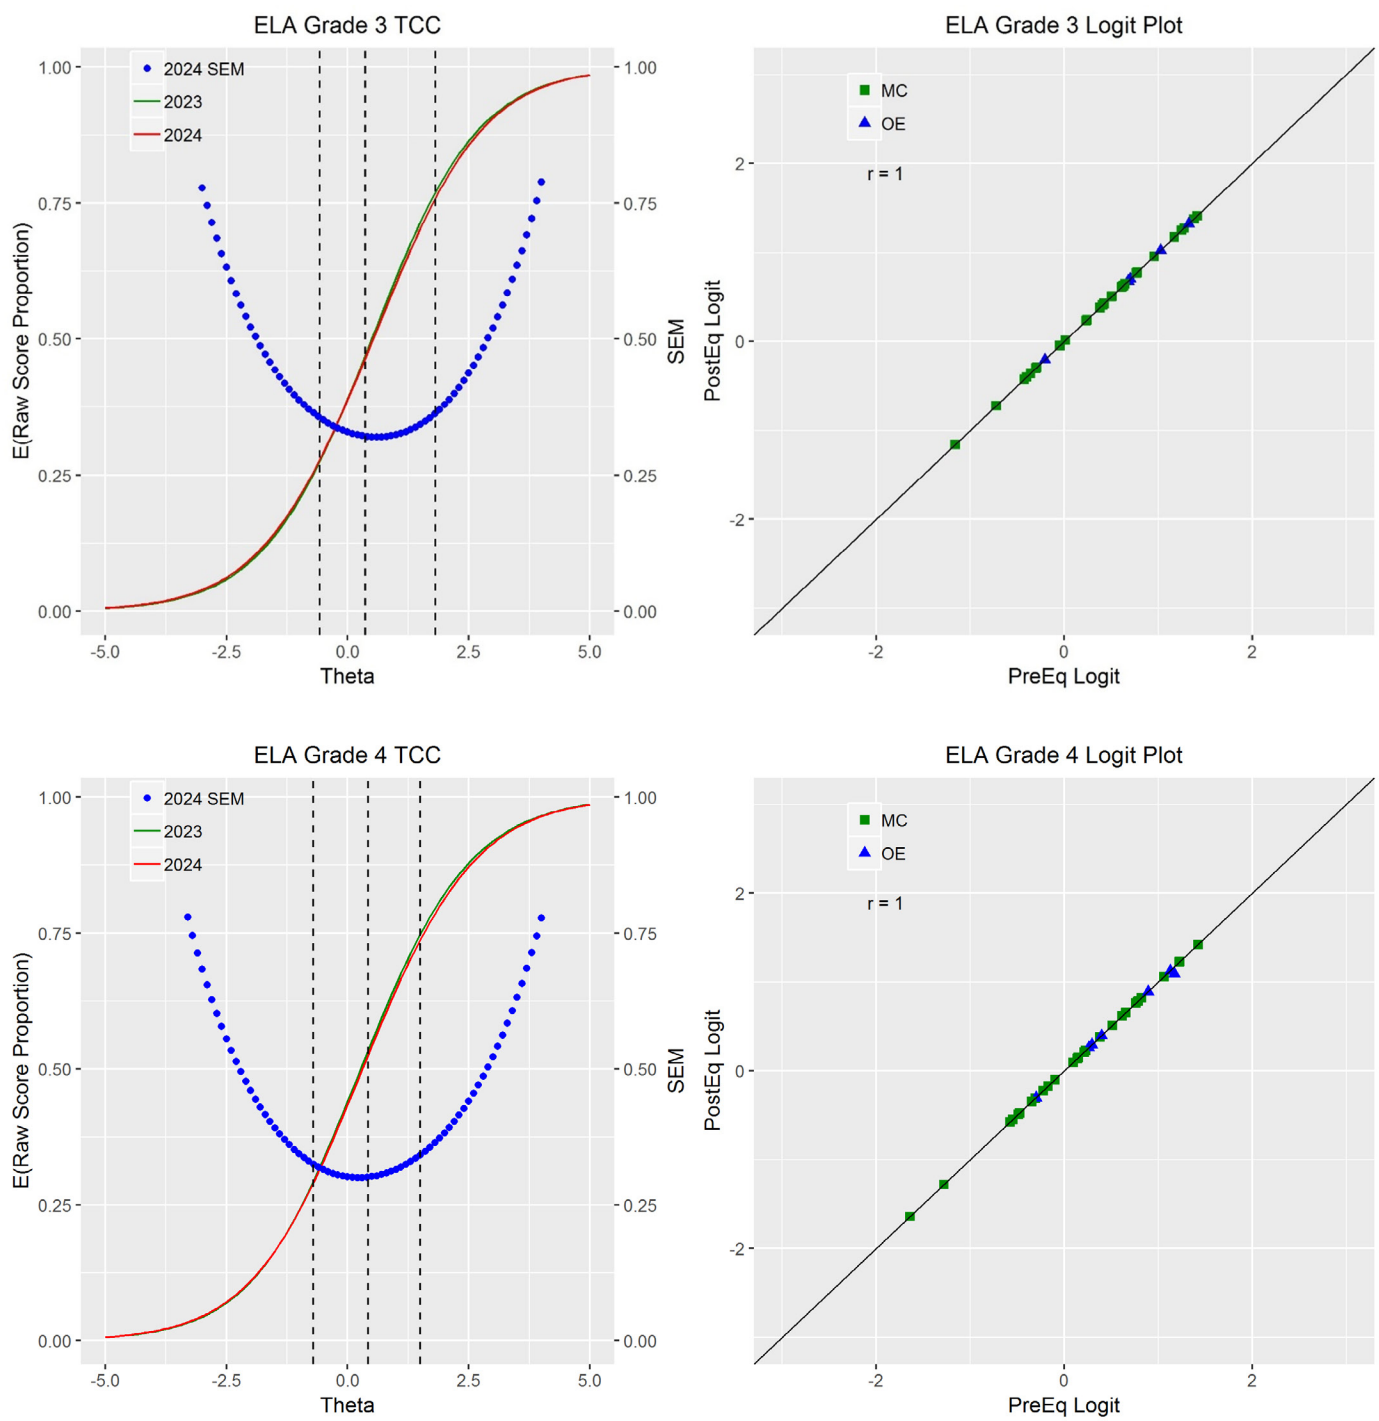 ELA Grade 3 TCC
2024 SEM
2023
2024
1.00
0.75
0.50
0.25
0.00
1.00
0.75
0.50
0.25
0.00
E(Raw Score Proportion)
SEM
-5.0 -2.5 0.0 2.5 5.0
Theta
ELA Grade 3 Logit Plot
MC
OE
r = 1
2
0
-2
PostEq Logit
-2 0 2
PreEq Logit
ELA Grade 4 TCC
2024 SEM
2023
2024
1.00
0.75
0.50
0.25
0.00
1.00
0.75
0.50
0.25
0.00
E(Raw Score Proportion)
SEM
-5.0 -2.5 0.0 2.5 5.0
Theta
ELA Grade 4 Logit Plot
MC
OE
r = 1
2
0
-2
PostEq Logit
-2 0 2
PreEq Logit